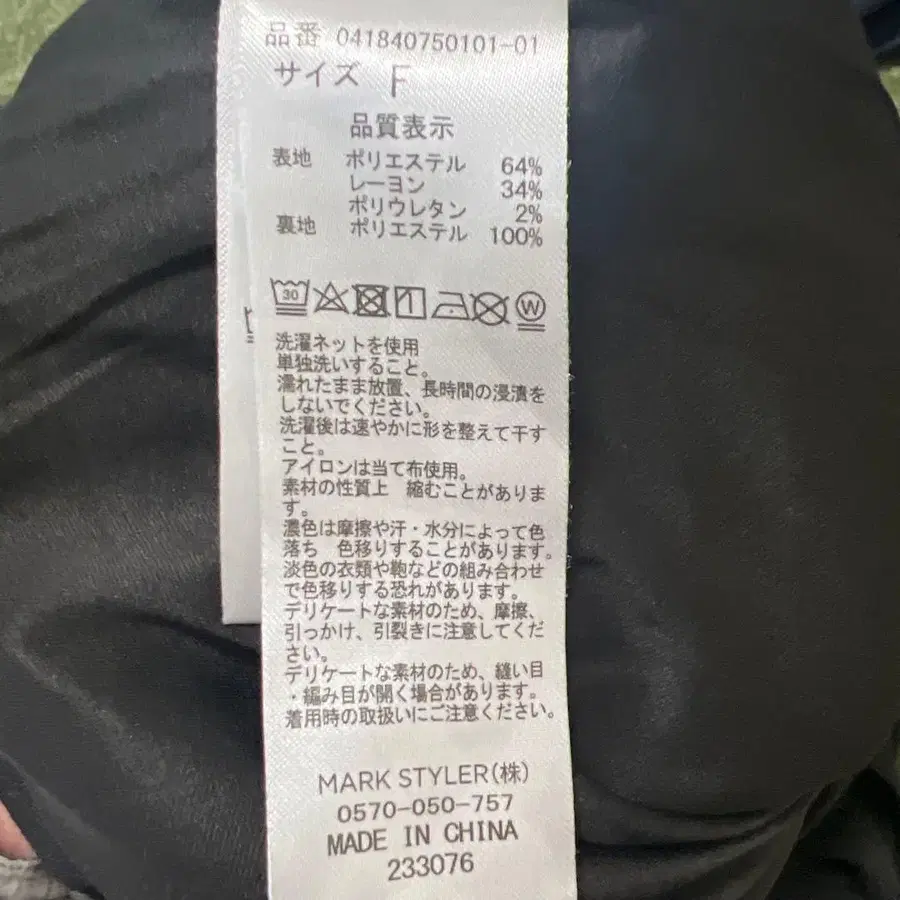 品番 041840750101-01
サイズ F
品質表示
表地 ポリエステル 64%
レーヨン 34%
ポリウレタン 2%
裏地 ポリエステル 100%
30 W
洗濯ネットを使用
単独洗いすること。
濡れたまま放置、長時間の浸漬を
しないでください。
洗濯後は速やかに形を整えて干す
こと。
アイロンは当て布使用。
素材の性質上 縮むことがありま
す。
濃色は摩擦や汗・水分によって色
落ち 色移りすることがあります。
淡色の衣類や鞄などの組み合わせ
で色移りする恐れがあります。
デリケートな素材のため、摩擦、
引っかけ、引裂きに注意してくだ
さい。
デリケートな素材のため、縫い目
・編み目が開く場合があります。
着用時の取扱いにご注意ください。
MARK STYLER(株)
0570-050-757
MADE IN CHINA
233076